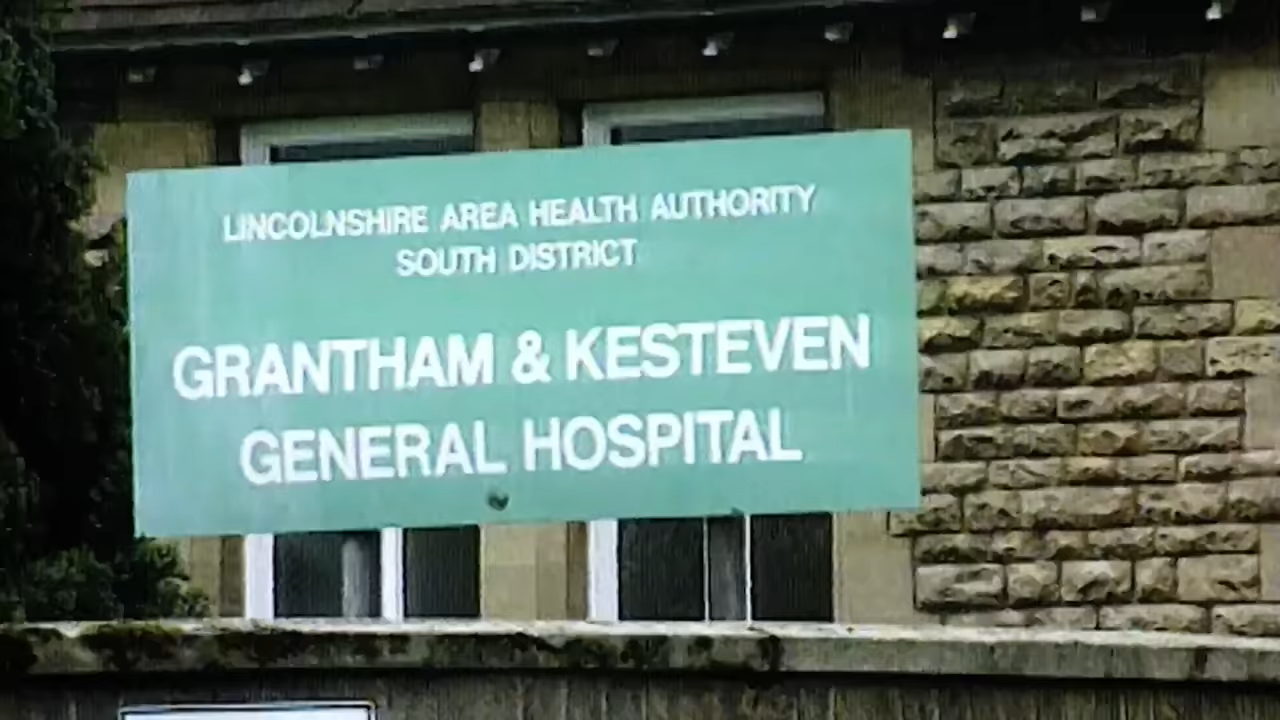 LINCOLNSHIRE AREA HEALTH AUTHORITY
SOUTH DISTRICT
GRANTHAM & KESTEVEN
GENERAL HOSPITAL